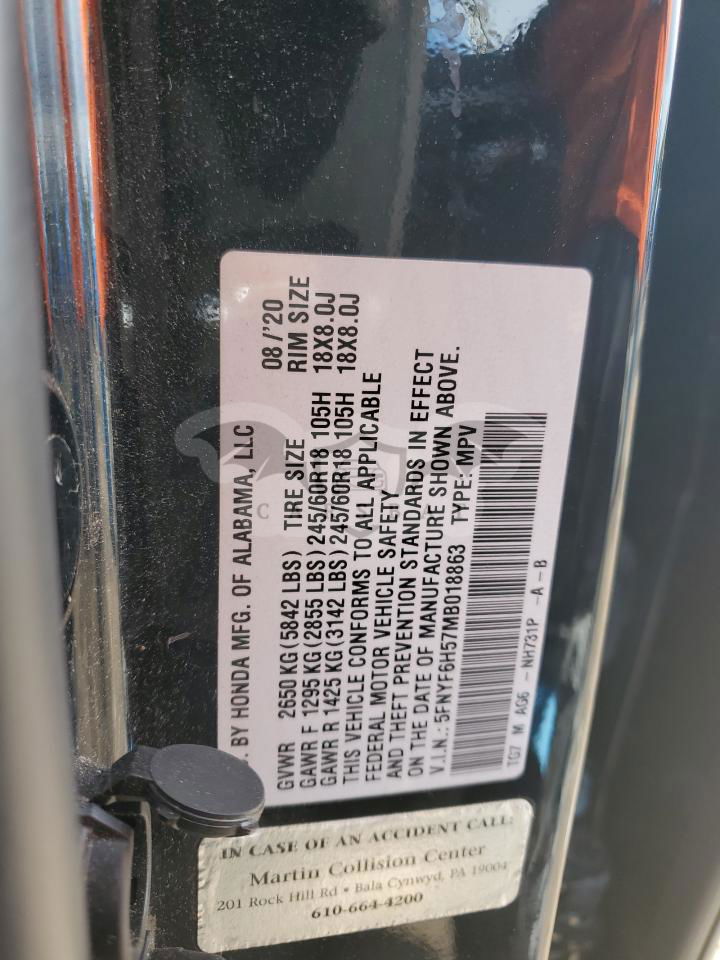 . BY HONDA MFG. OF ALABAMA, LLC 08/'20
GVWR 2650 KG (5842 LBS) TIRE SIZE RIM SIZE
GAWR F 1295 KG (2855 LBS) 245/60R18 105H 18X8.0J
GAWR R 1425 KG (3142 LBS) 245/60R18 105H 18X8.0J
THIS VEHICLE CONFORMS TO ALL APPLICABLE
FEDERAL MOTOR VEHICLE SAFETY
AND THEFT PREVENTION STANDARDS IN EFFECT
ON THE DATE OF MANUFACTURE SHOWN ABOVE.
V.I.N.: 5FNYF6H57MB018863 TYPE: MPV
TG7 M AG6 -NH731P -A-B
IN CASE OF AN ACCIDENT CALL:
Martin Collision Center
201 Rock Hill Rd • Bala Cynwyd, PA 19004
610-664-4200